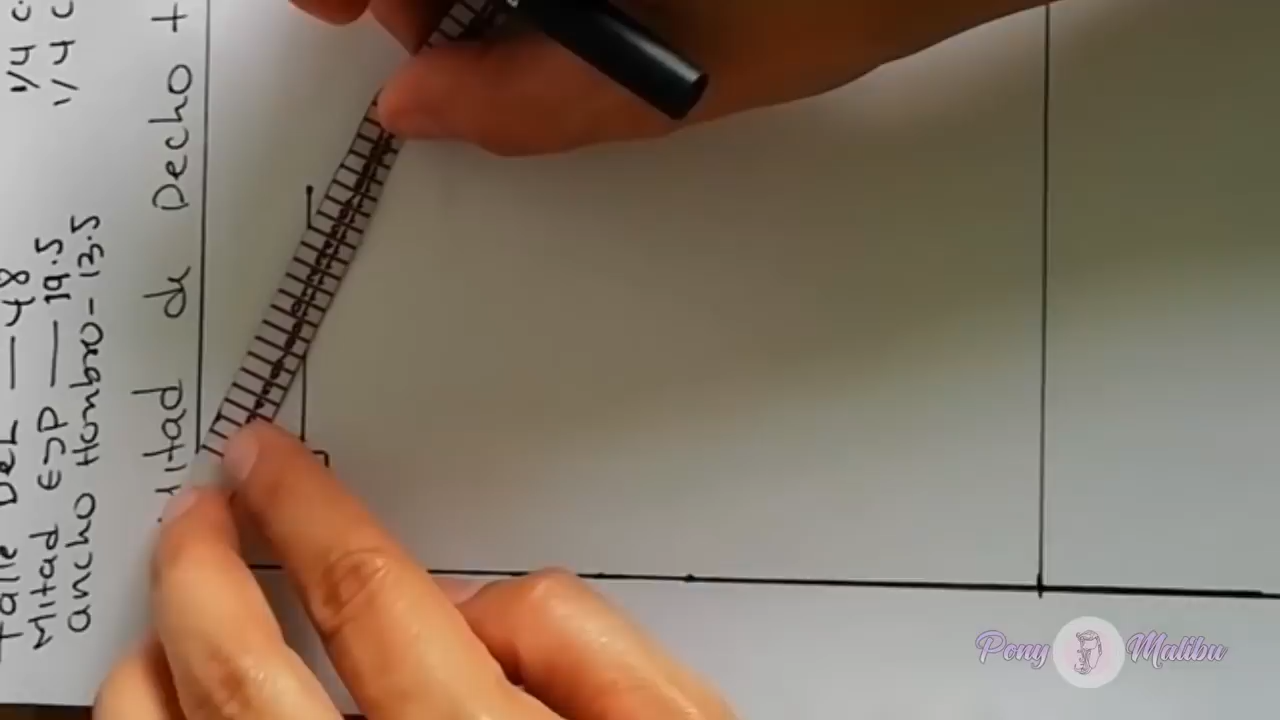 Talle DeL — 48
Mitad ESP — 19.5
ancho Hombro - 13.5
1/4 c
1/4 c
Mitad de pecho +
Pony Malibu